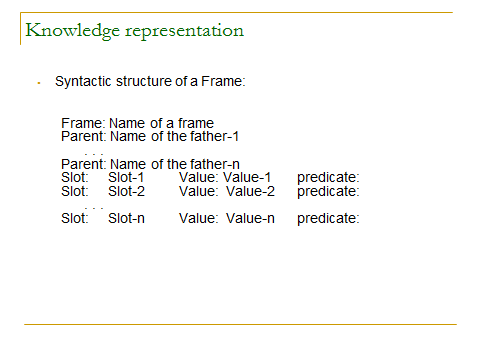 Knowledge representation
- Syntactic structure of a Frame:
Frame: Name of a frame
Parent: Name of the father-1
. . .
Parent: Name of the father-n
Slot: Slot-1 Value: Value-1 predicate:
Slot: Slot-2 Value: Value-2 predicate:
. . .
Slot: Slot-n Value: Value-n predicate: